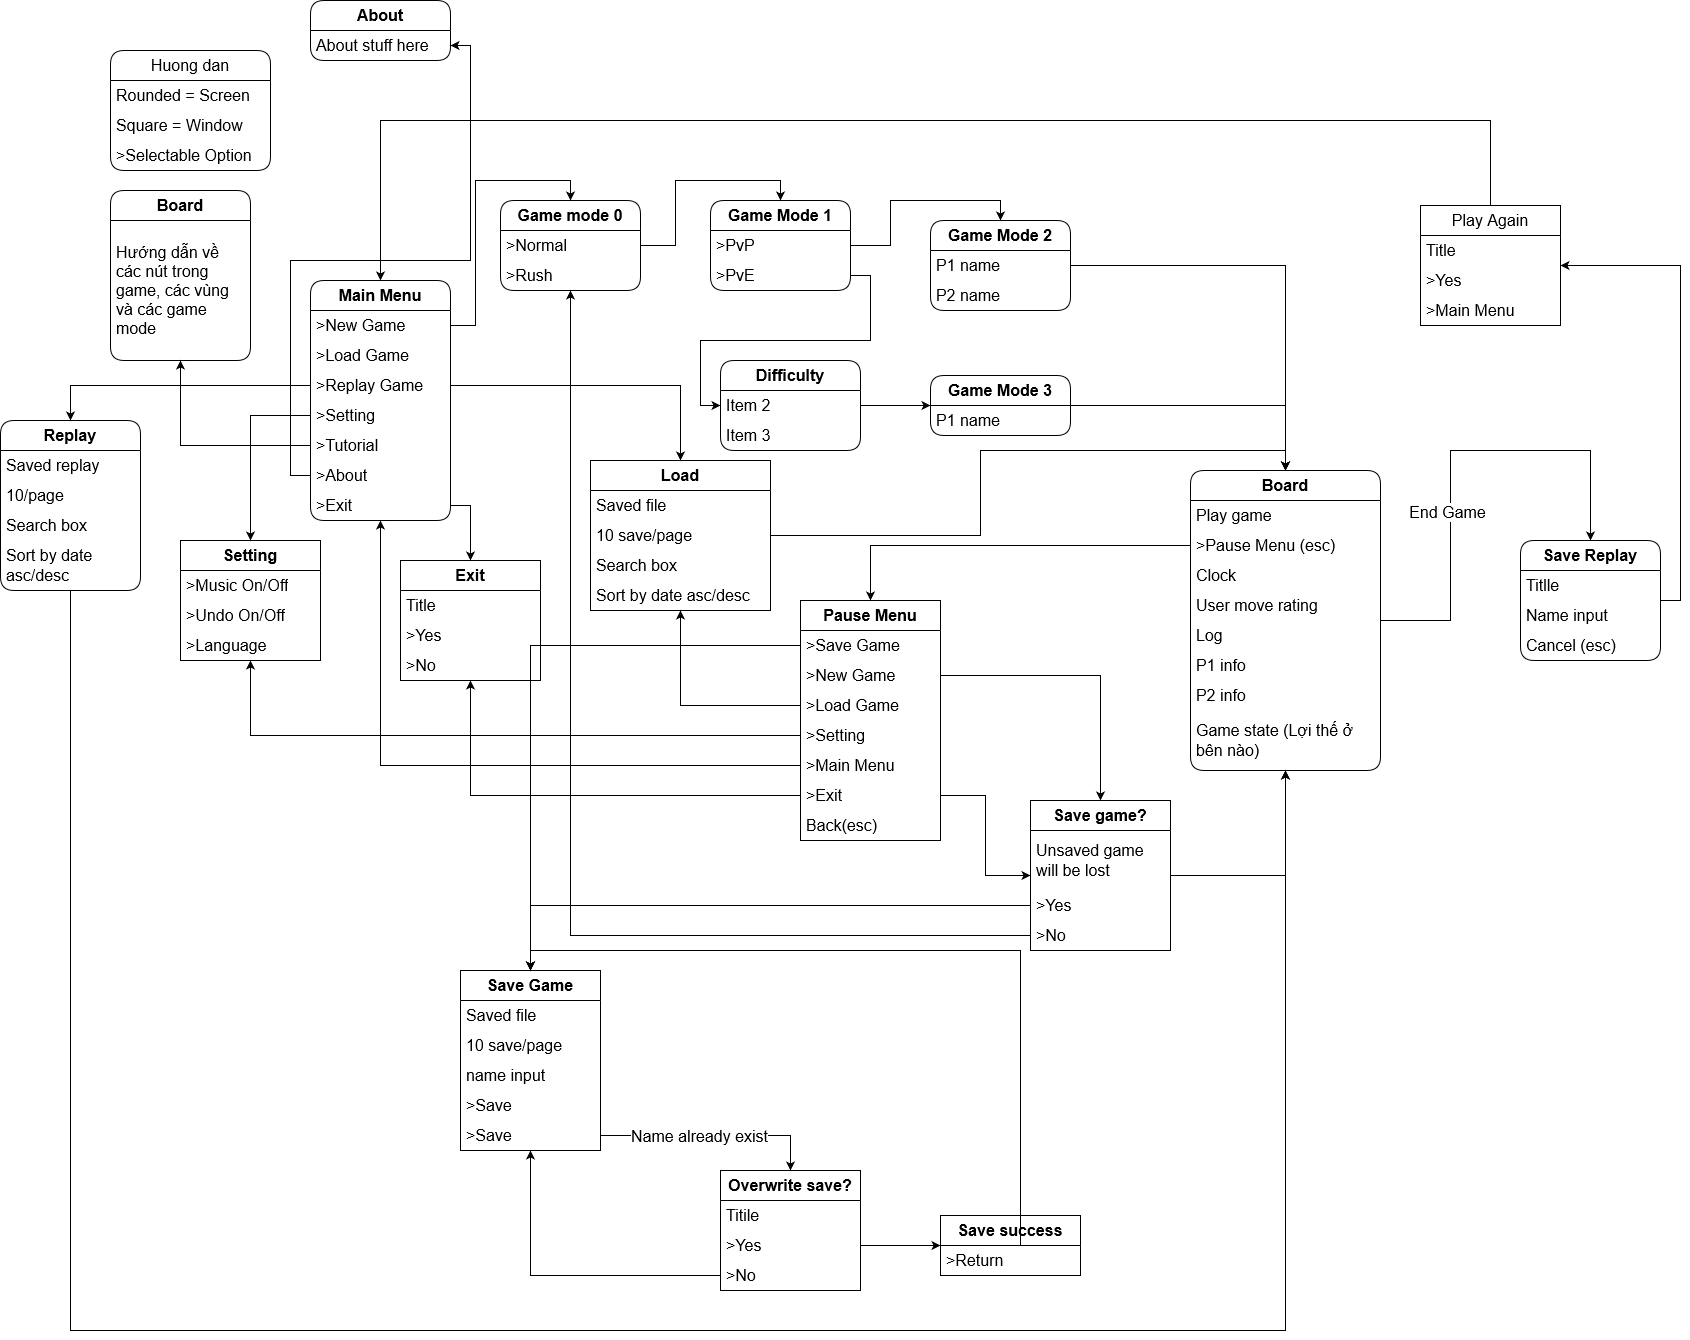 About
About stuff here
Huong dan
Rounded = Screen
Square = Window
>Selectable Option
Board
Hướng dẫn về
các nút trong
game, các vùng
và các game
mode
Main Menu
>New Game
>Load Game
>Replay Game
>Setting
>Tutorial
>About
>Exit
Game mode 0
>Normal
>Rush
Game Mode 1
>PvP
>PvE
Game Mode 2
P1 name
P2 name
Play Again
Title
>Yes
>Main Menu
Difficulty
Item 2
Item 3
Game Mode 3
P1 name
Replay
Saved replay
10/page
Search box
Sort by date
asc/desc
Setting
>Music On/Off
>Undo On/Off
>Language
Exit
Title
>Yes
>No
Load
Saved file
10 save/page
Search box
Sort by date asc/desc
Board
Play game
>Pause Menu (esc)
Clock
User move rating
Log
P1 info
P2 info
Game state (Lợi thế ở
bên nào)
End Game
Save Replay
Titlle
Name input
Cancel (esc)
Pause Menu
>Save Game
>New Game
>Load Game
>Setting
>Main Menu
>Exit
Back(esc)
Save game?
Unsaved game
will be lost
>Yes
>No
Save Game
Saved file
10 save/page
name input
>Save
>Save
Name already exist
Overwrite save?
Titile
>Yes
>No
Save success
>Return